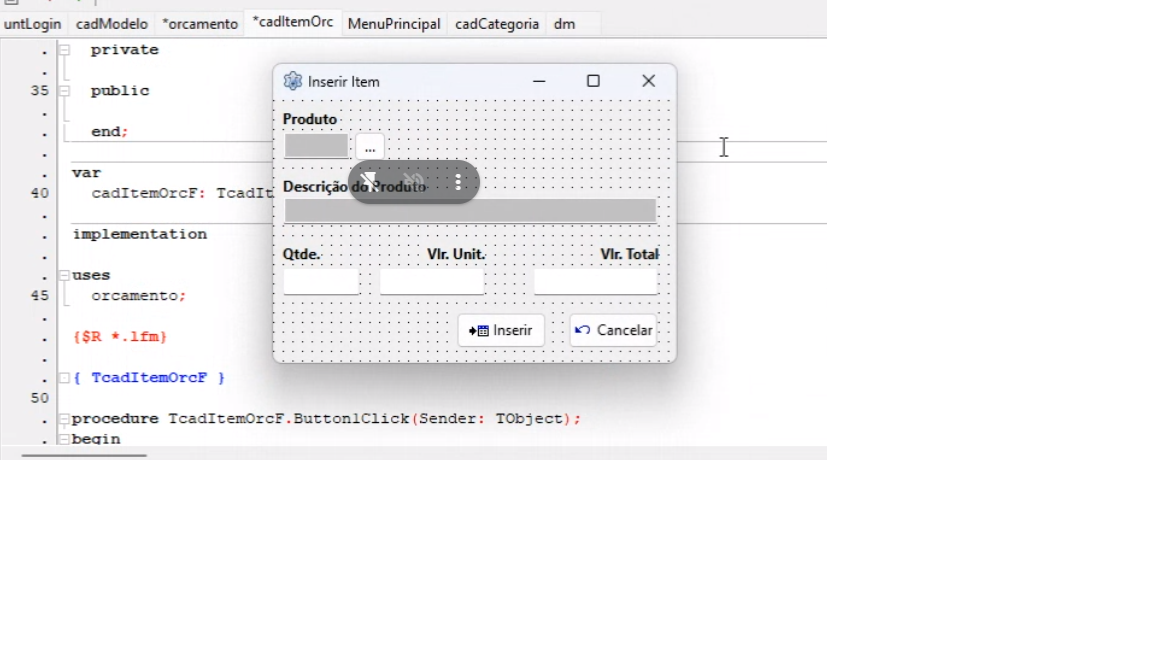 untLogin cadModelo *orcamento *cadItemOrc MenuPrincipal cadCategoria dm
private
35 public
end;
var
40 cadItemOrcF: TcadIt
implementation
uses
45 orcamento;
{$R *.lfm}
{ TcadItemOrcF }
50
procedure TcadItemOrcF.Button1Click(Sender: TObject);
begin
Inserir Item
Produto
...
Descrição do Produto
Qtde. Vlr. Unit. Vlr. Total
Inserir Cancelar